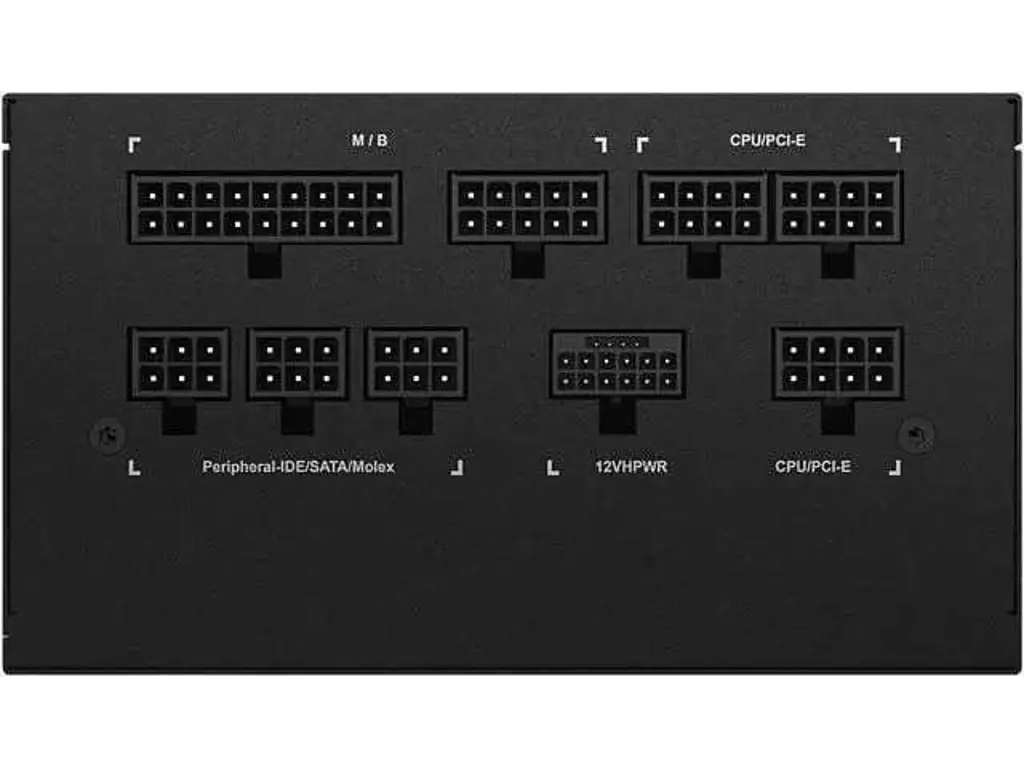 M / B
CPU/PCI-E
Peripheral-IDE/SATA/Molex
12VHPWR
CPU/PCI-E